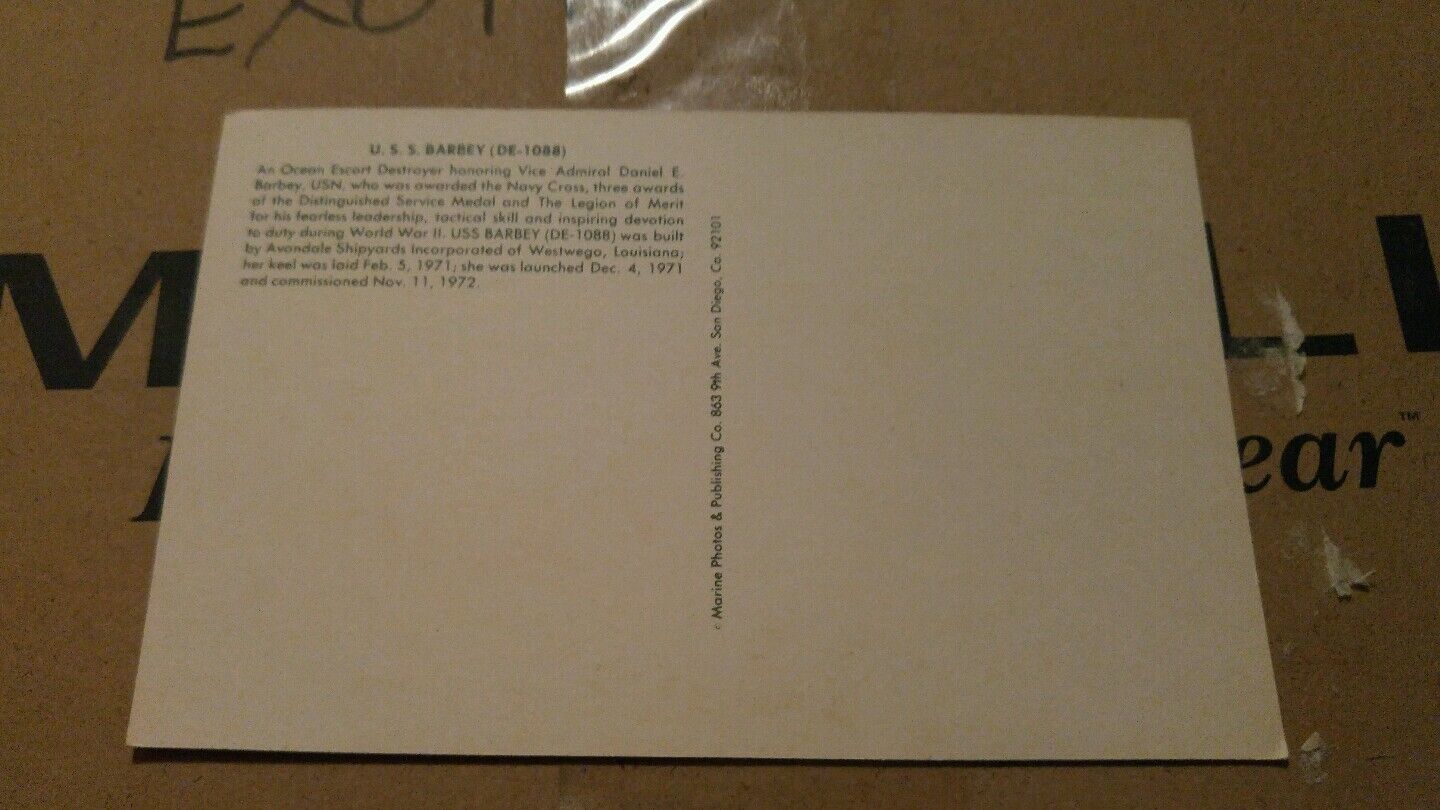 EXOT
U. S. S. BARBEY (DE-1088)
An Ocean Escort Destroyer honoring Vice Admiral Daniel E.
Barbey, USN, who was awarded the Navy Cross, three awards
of the Distinguished Service Medal and The Legion of Merit
for his fearless leadership, tactical skill and inspiring devotion
to duty during World War II. USS BARBEY (DE-1088) was built
by Avondale Shipyards Incorporated of Westwego, Louisiana;
her keel was laid Feb. 5, 1971; she was launched Dec. 4, 1971
and commissioned Nov. 11, 1972.
c Marine Photos & Publishing Co. 863 9th Ave. San Diego, Ca. 92101
ear™